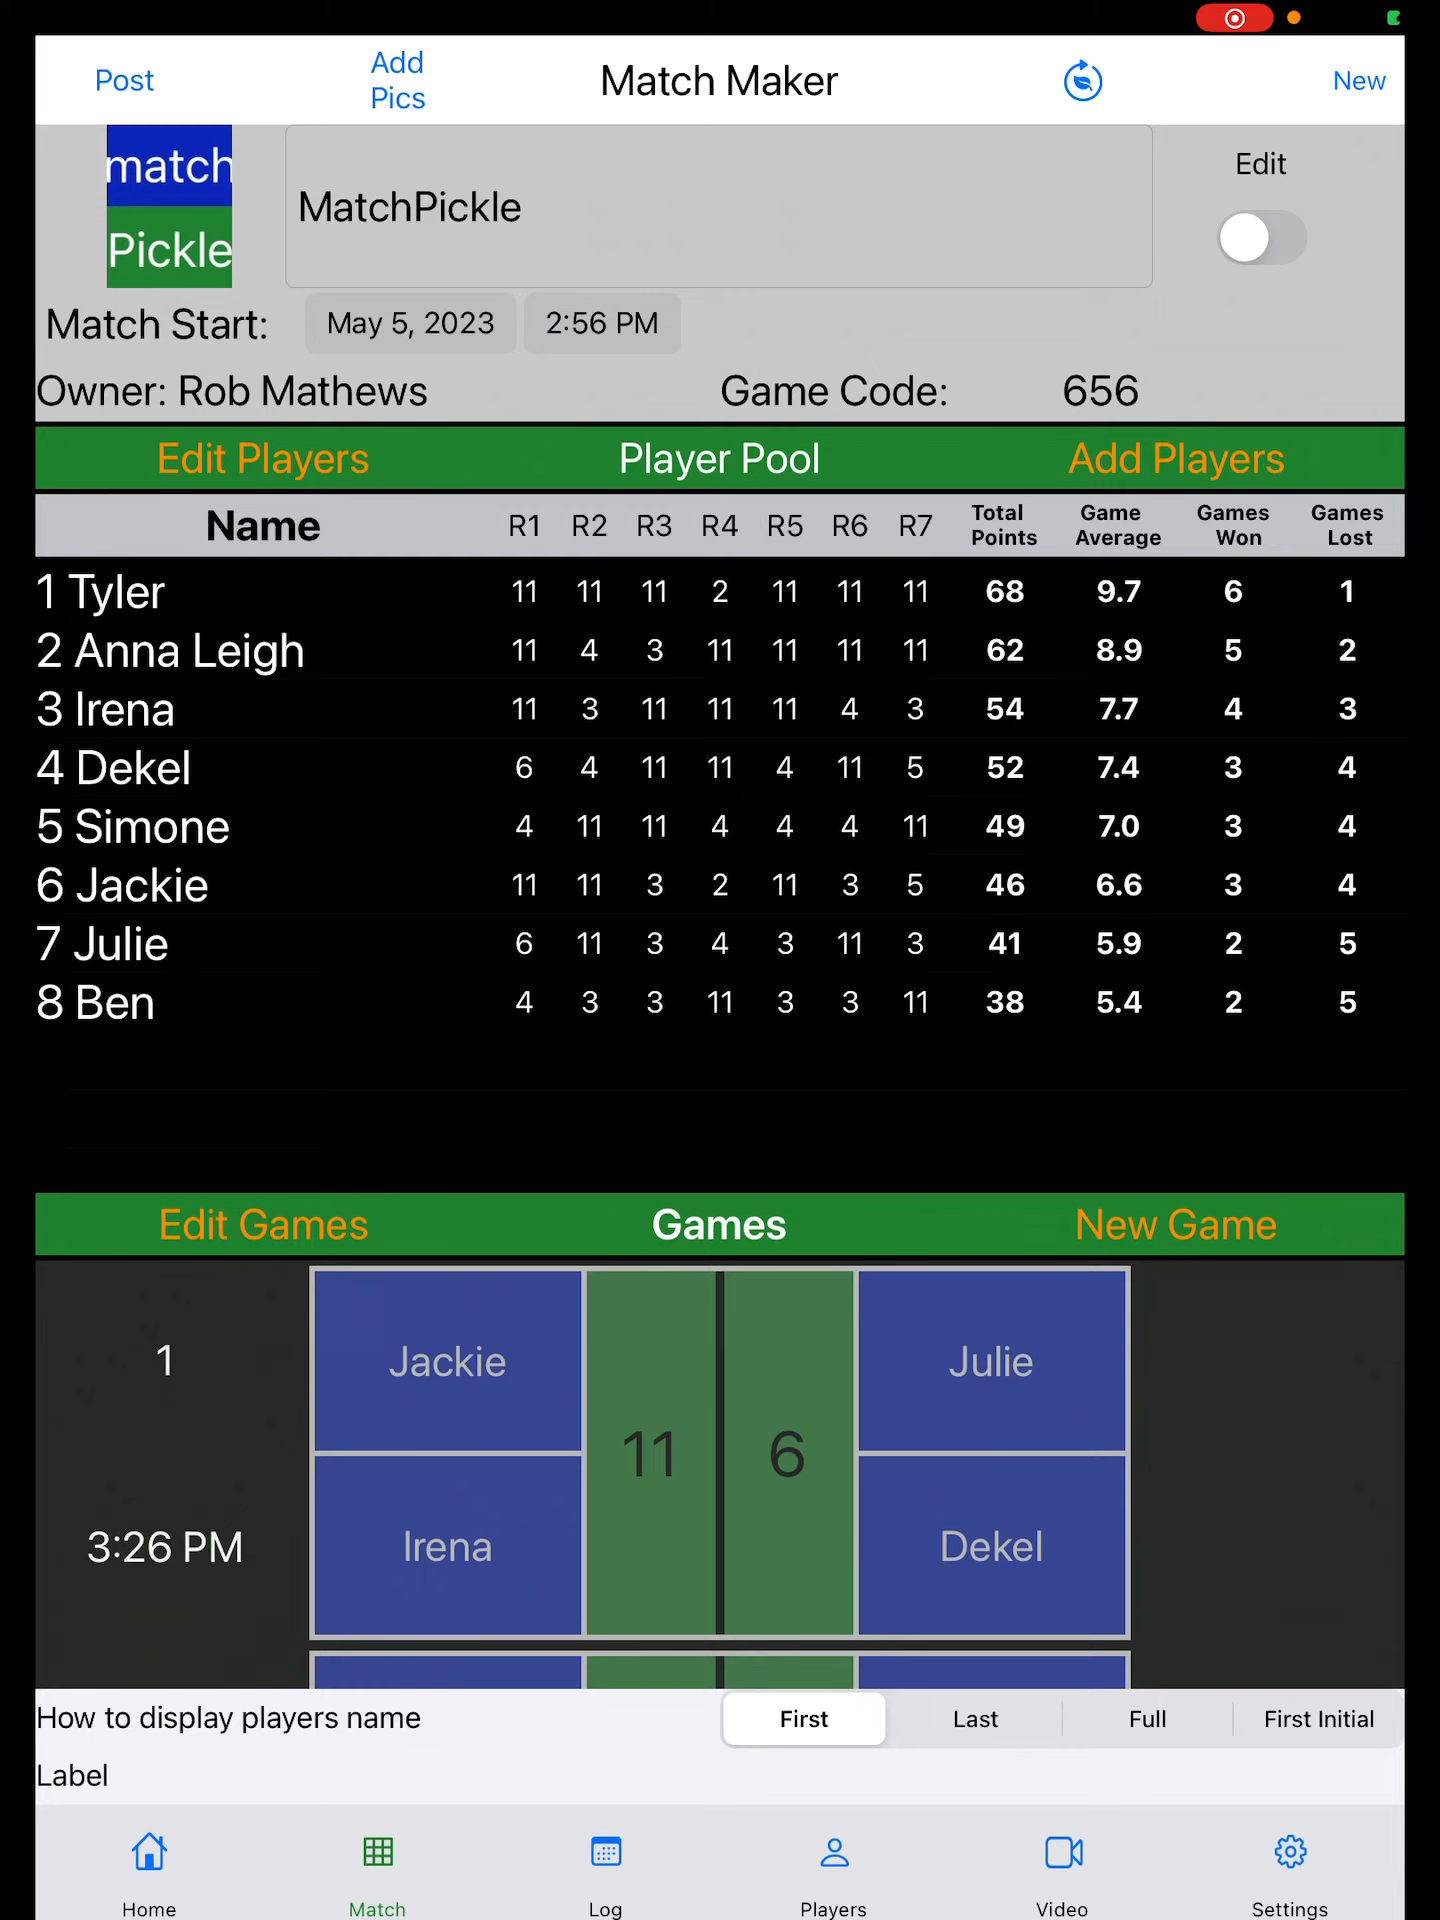 Post
Add
Pics
Match Maker
New
match
Pickle
MatchPickle
Edit
Match Start:
May 5, 2023
2:56 PM
Owner: Rob Mathews
Game Code:
656
Edit Players
Player Pool
Add Players
Name R1 R2 R3 R4 R5 R6 R7 Total Points Game Average Games Won Games Lost
1 Tyler 11 11 11 2 11 11 11 68 9.7 6 1
2 Anna Leigh 11 4 3 11 11 11 11 62 8.9 5 2
3 Irena 11 3 11 11 11 4 3 54 7.7 4 3
4 Dekel 6 4 11 11 4 11 5 52 7.4 3 4
5 Simone 4 11 11 4 4 4 11 49 7.0 3 4
6 Jackie 11 11 3 2 11 3 5 46 6.6 3 4
7 Julie 6 11 3 4 3 11 3 41 5.9 2 5
8 Ben 4 3 3 11 3 3 11 38 5.4 2 5
Edit Games
Games
New Game
1
Jackie
Julie
11
6
3:26 PM
Irena
Dekel
How to display players name
First
Last
Full
First Initial
Label
Home
Match
Log
Players
Video
Settings